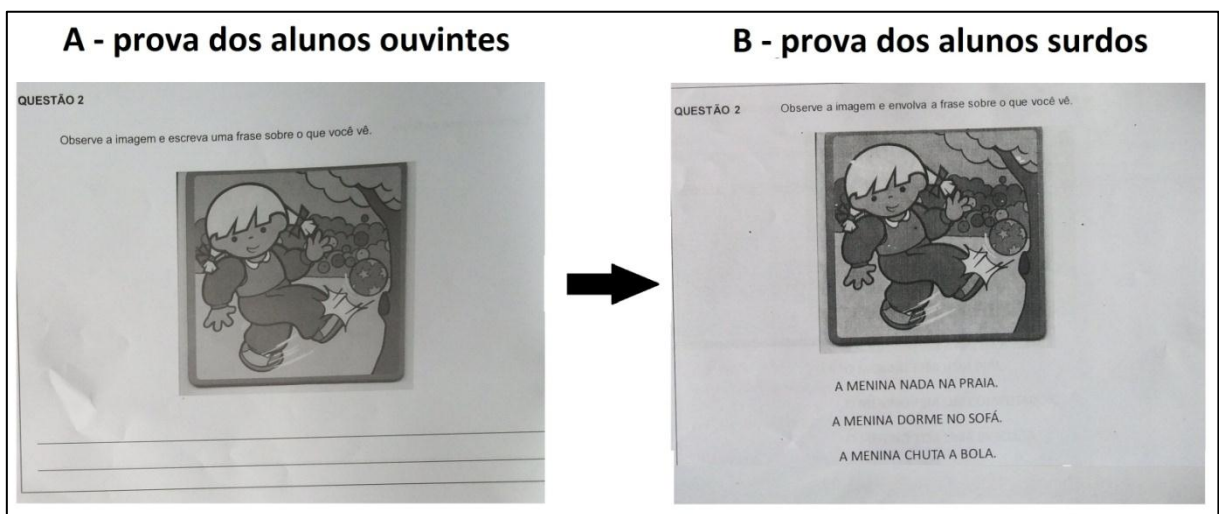 A - prova dos alunos ouvintes
QUESTÃO 2
Observe a imagem e escreva uma frase sobre o que você vê.
B - prova dos alunos surdos
QUESTÃO 2 Observe a imagem e envolva a frase sobre o que você vê.
A MENINA NADA NA PRAIA.
A MENINA DORME NO SOFÁ.
A MENINA CHUTA A BOLA.